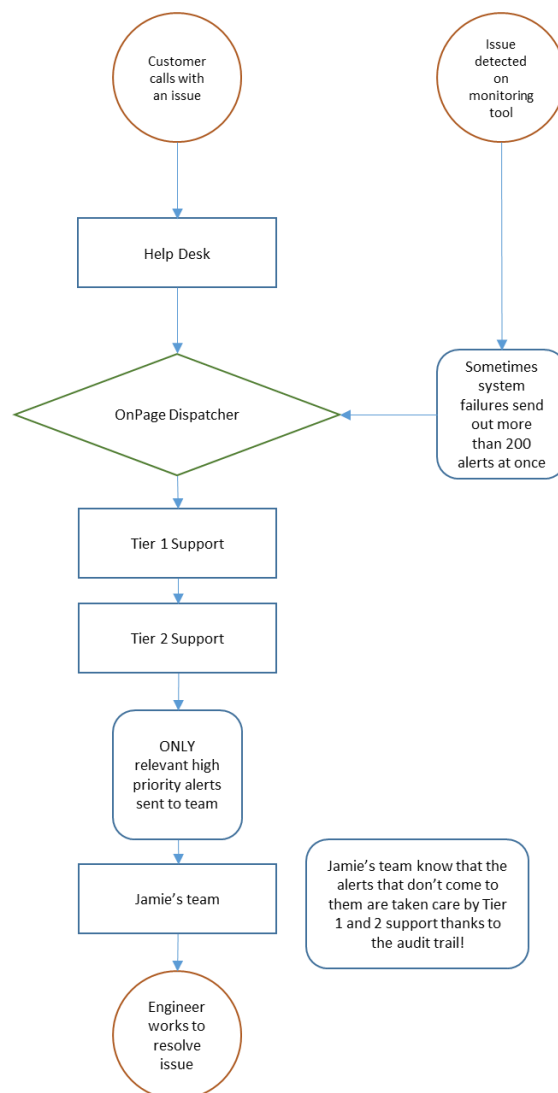 Customer
calls with
an issue
Issue
detected
on
monitoring
tool
Help Desk
OnPage Dispatcher
Sometimes
system
failures send
out more
than 200
alerts at once
Tier 1 Support
Tier 2 Support
ONLY
relevant high
priority alerts
sent to team
Jamie's team
Jamie's team know that the
alerts that don't come to
them are taken care by Tier
1 and 2 support thanks to
the audit trail!
Engineer
works to
resolve
issue